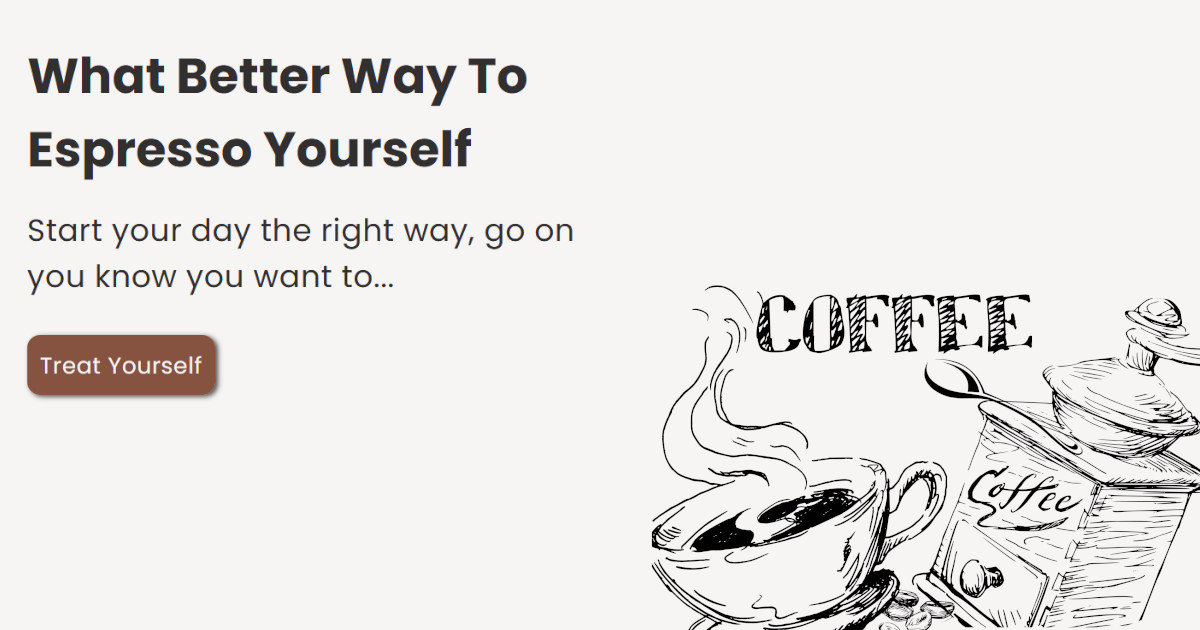 What Better Way To
Espresso Yourself
Start your day the right way, go on
you know you want to...
Treat Yourself
COFFEE
Coffee